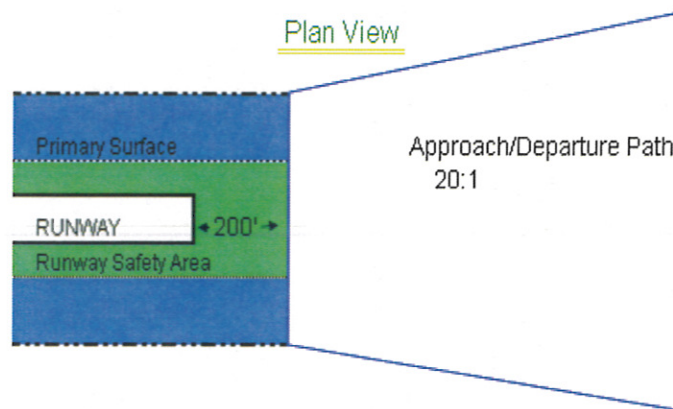 Plan View
Primary Surface
Approach/Departure Path
20:1
RUNWAY
200'
Runway Safety Area